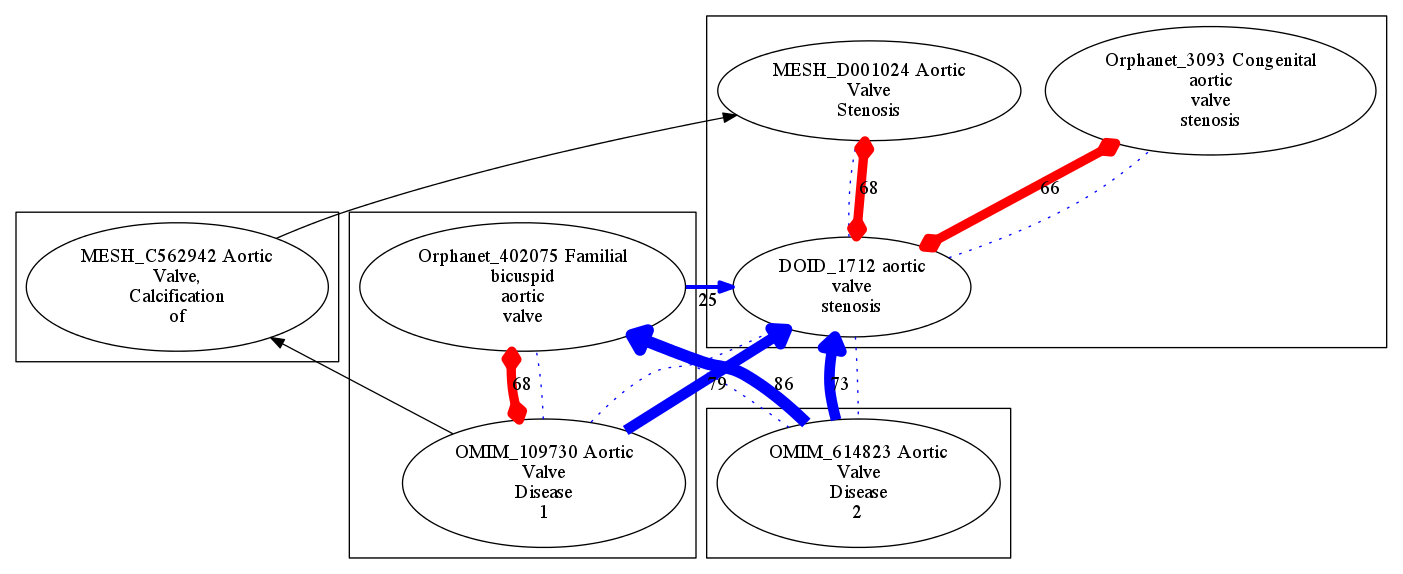 MESH_D001024 Aortic
Valve
Stenosis
Orphanet_3093 Congenital
aortic
valve
stenosis
68
66
MESH_C562942 Aortic
Valve,
Calcification
of
Orphanet_402075 Familial
bicuspid
aortic
valve
25
DOID_1712 aortic
valve
stenosis
68
79
86
73
OMIM_109730 Aortic
Valve
Disease
1
OMIM_614823 Aortic
Valve
Disease
2